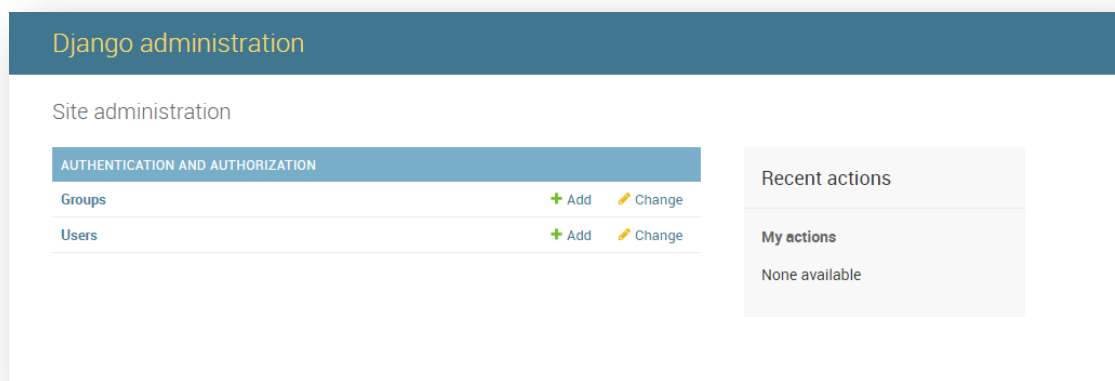 Django administration
Site administration
AUTHENTICATION AND AUTHORIZATION
Groups Add Change
Users Add Change
Recent actions
My actions
None available